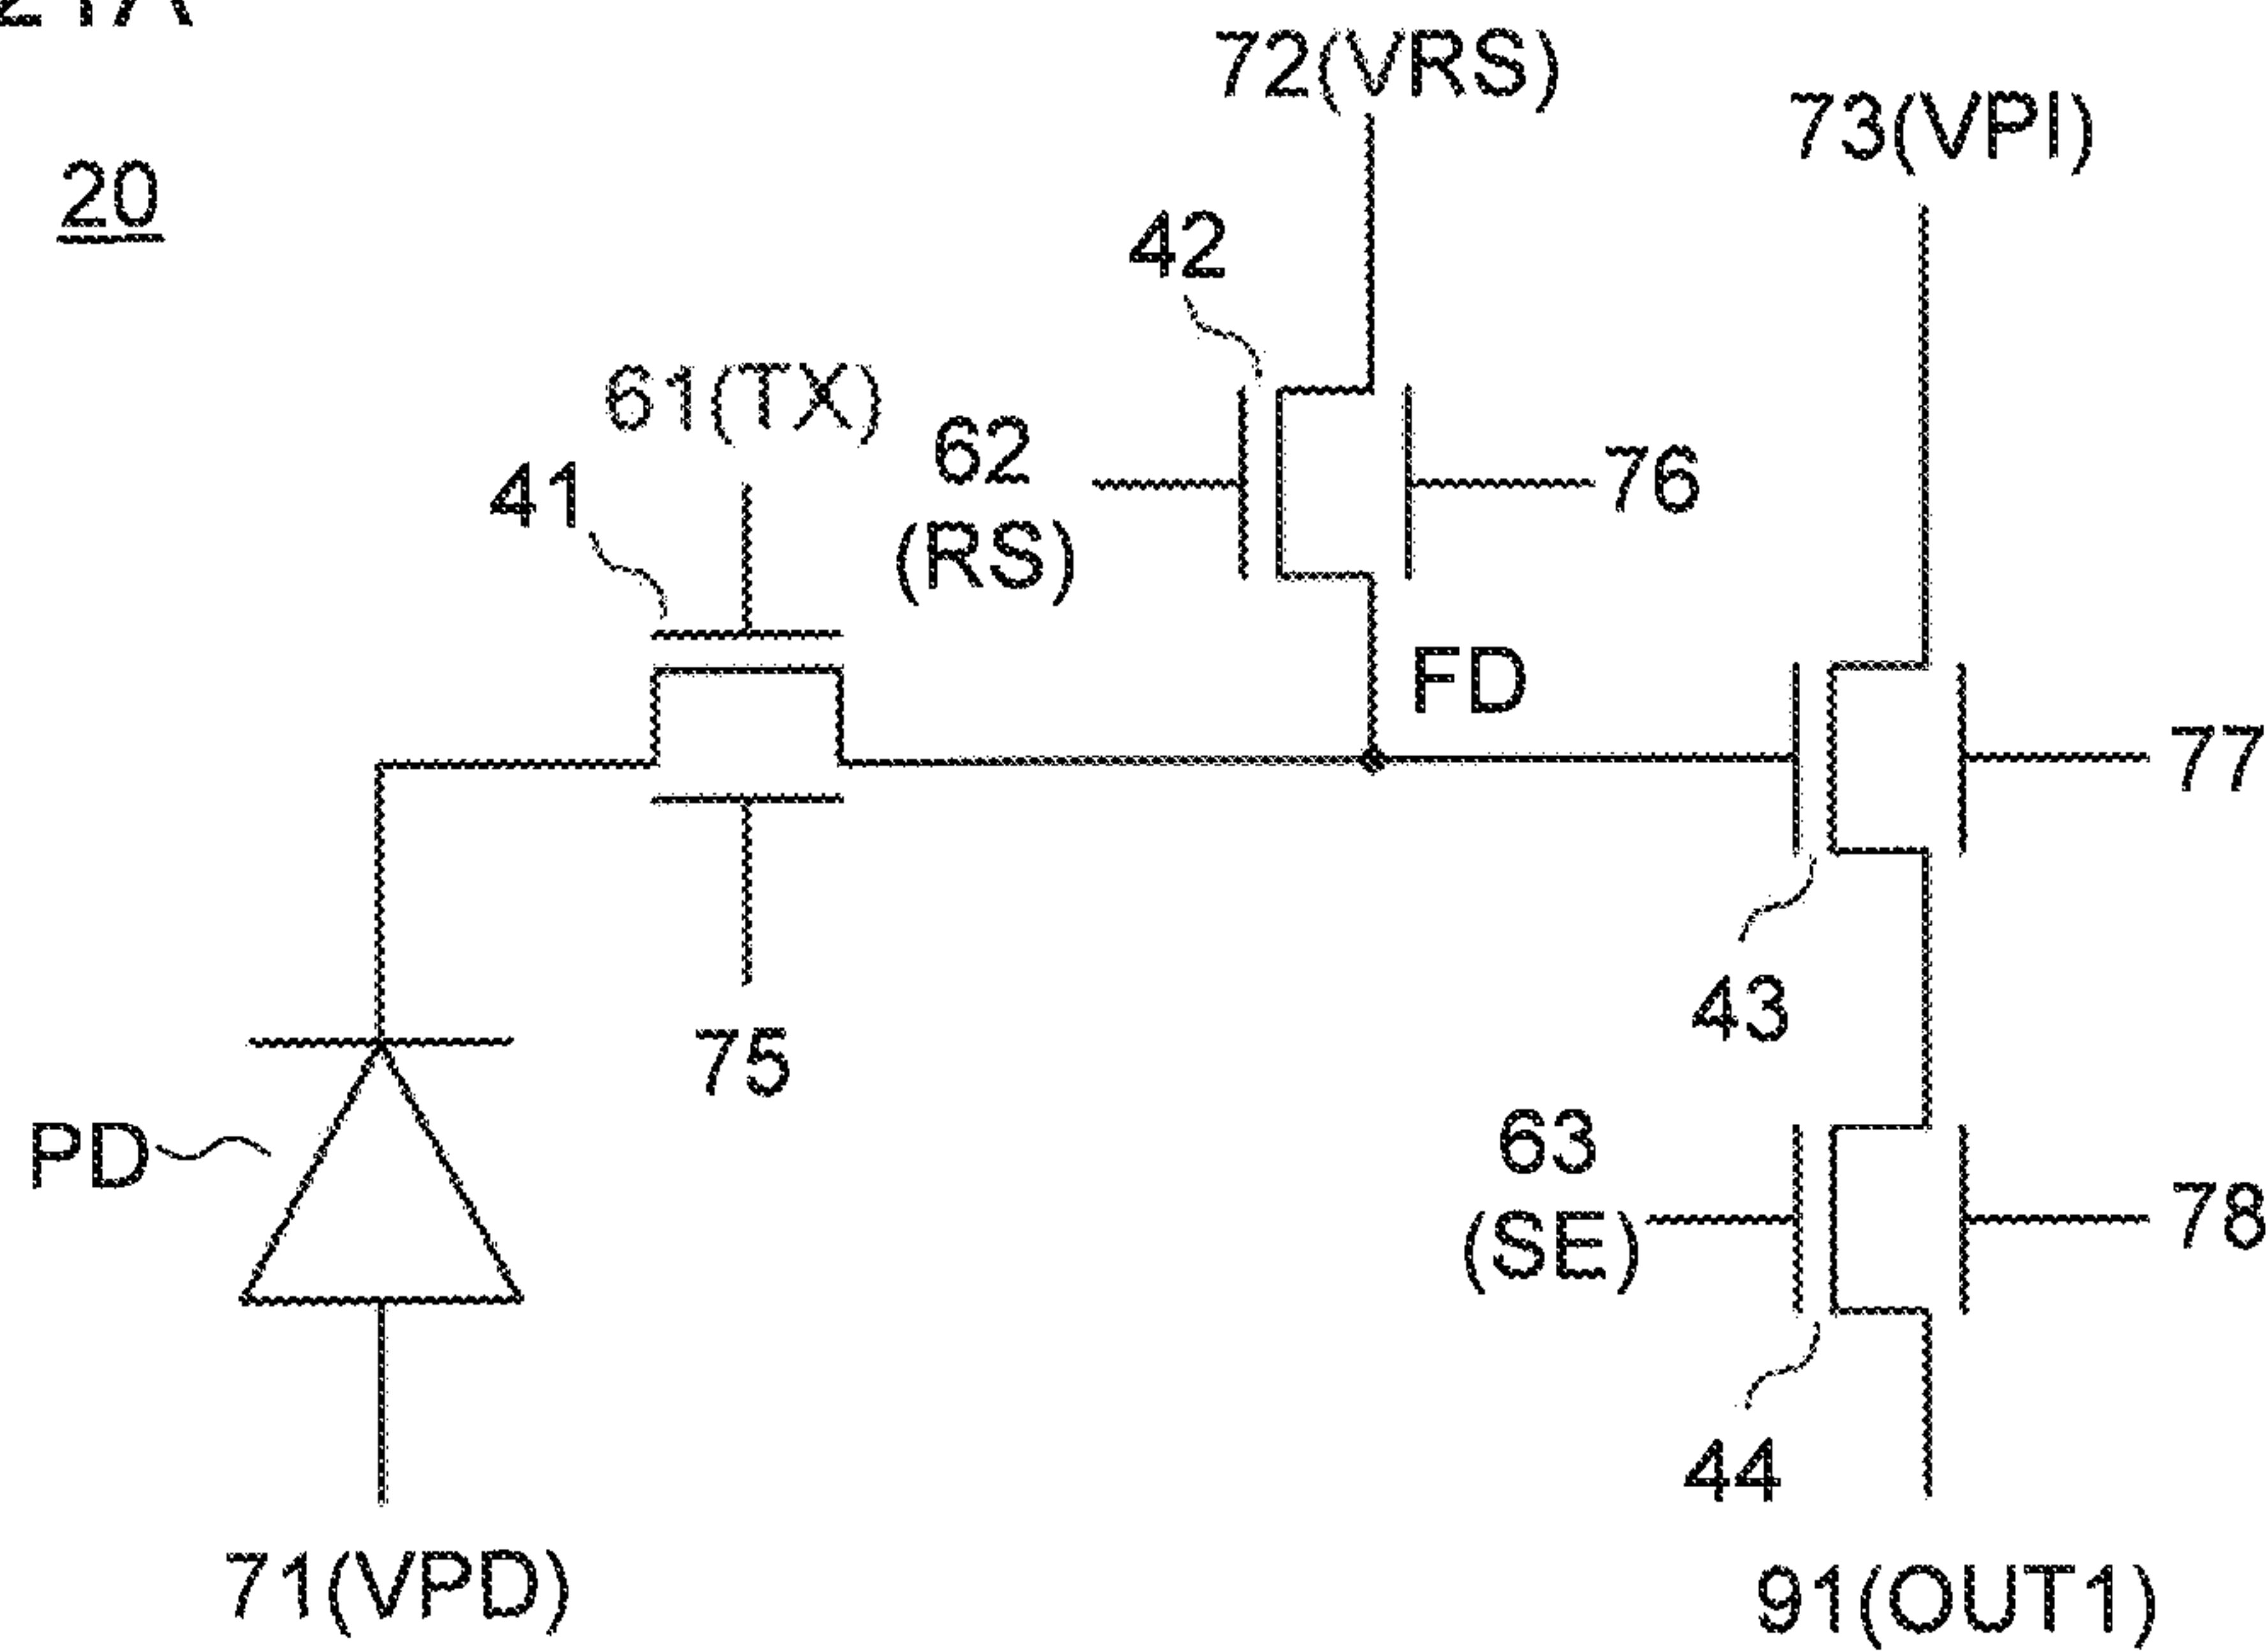 20
72(VRS)
73(VPI)
42
61(TX)
41
62
(RS)
76
FD
77
43
75
PD
63
(SE)
78
44
71(VPD)
91(OUT1)